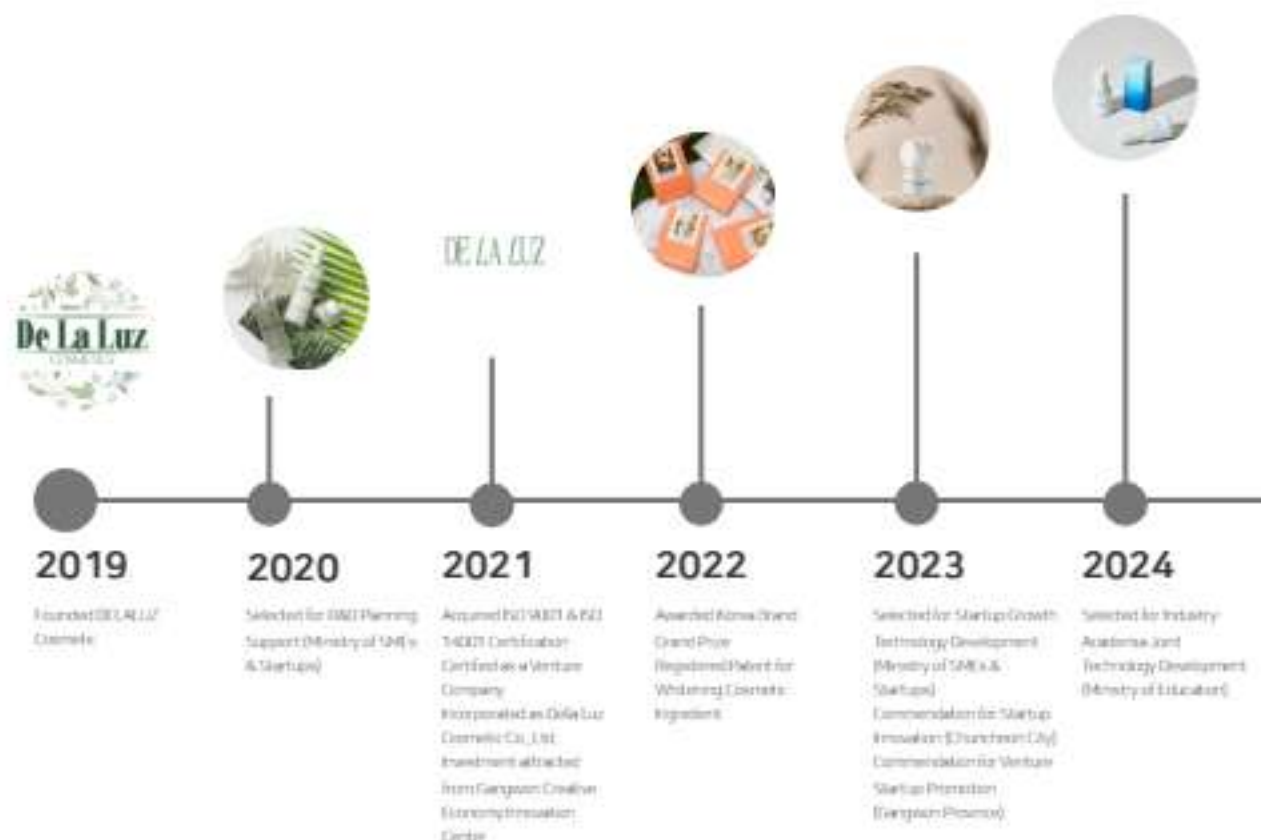 De La Luz
COSMETICS
DE LA LUZ
2019
Founded DE LA LUZ
Cosmetic
2020
Selected for R&D Planning
Support (Ministry of SMEs
& Startups)
2021
Acquired ISO 9001 & ISO
14001 Certification
Certified as a Venture
Company
Incorporated as Dela Luz
Cosmetic Co., Ltd.
Investment attracted
from Gangwon Creative
Economy Innovation
Center
2022
Awarded Korea Brand
Grand Prize
Registered Patent for
Whitening Cosmetic
Ingredient
2023
Selected for Startup Growth
Technology Development
(Ministry of SMEs &
Startups)
Commendation for Startup
Innovation (Chuncheon City)
Commendation for Venture
Startup Promotion
(Gangwon Province)
2024
Selected for Industry-
Academia Joint
Technology Development
(Ministry of Education)